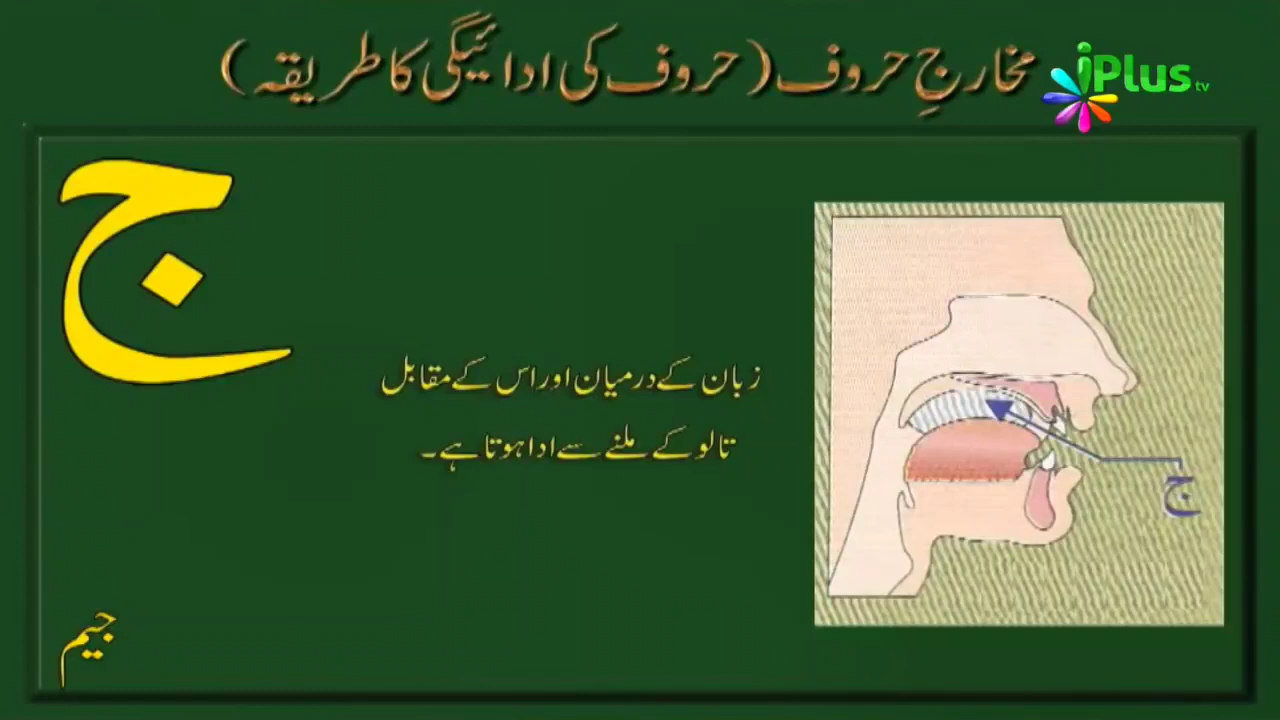 مخارجِ حروف (حروف کی ادائیگی کا طریقہ)
iPlus tv
ج
زبان کے درمیان اور اس کے مقابل
تالو کے ملنے سے ادا ہوتا ہے۔
ج
جیم